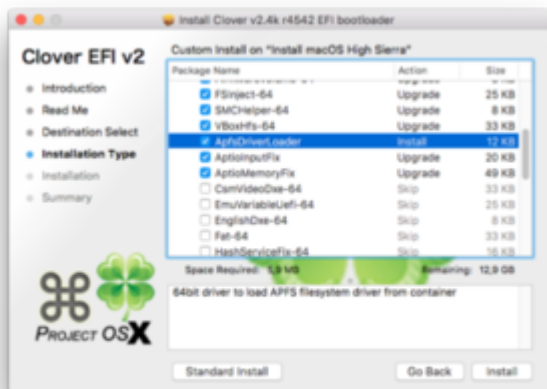 Install Clover v2.4k r4542 EFI bootloader
Clover EFI v2
Custom Install on "Install macOS High Sierra"
Package Name Action Size
Introduction
Read Me
Destination Select
Installation Type
Installation
Summary
FSinject-64 Upgrade 25 KB
SMCHelper-64 Upgrade 8 KB
VBoxHfs-64 Upgrade 33 KB
ApfsDriverLoader Install 12 KB
AptioInputFix Upgrade 20 KB
AptioMemoryFix Upgrade 49 KB
CsmVideoDxe-64 Skip 33 KB
EmuVariableUefi-64 Skip 25 KB
EnglishDxe-64 Skip 8 KB
Fat-64 Skip 33 KB
HashServiceFix-64 Skip 16 KB
Space Required: 5,9 MB Remaining: 12,9 GB
64bit driver to load APFS filesystem driver from container
PROJECT OSX
Standard Install Go Back Install